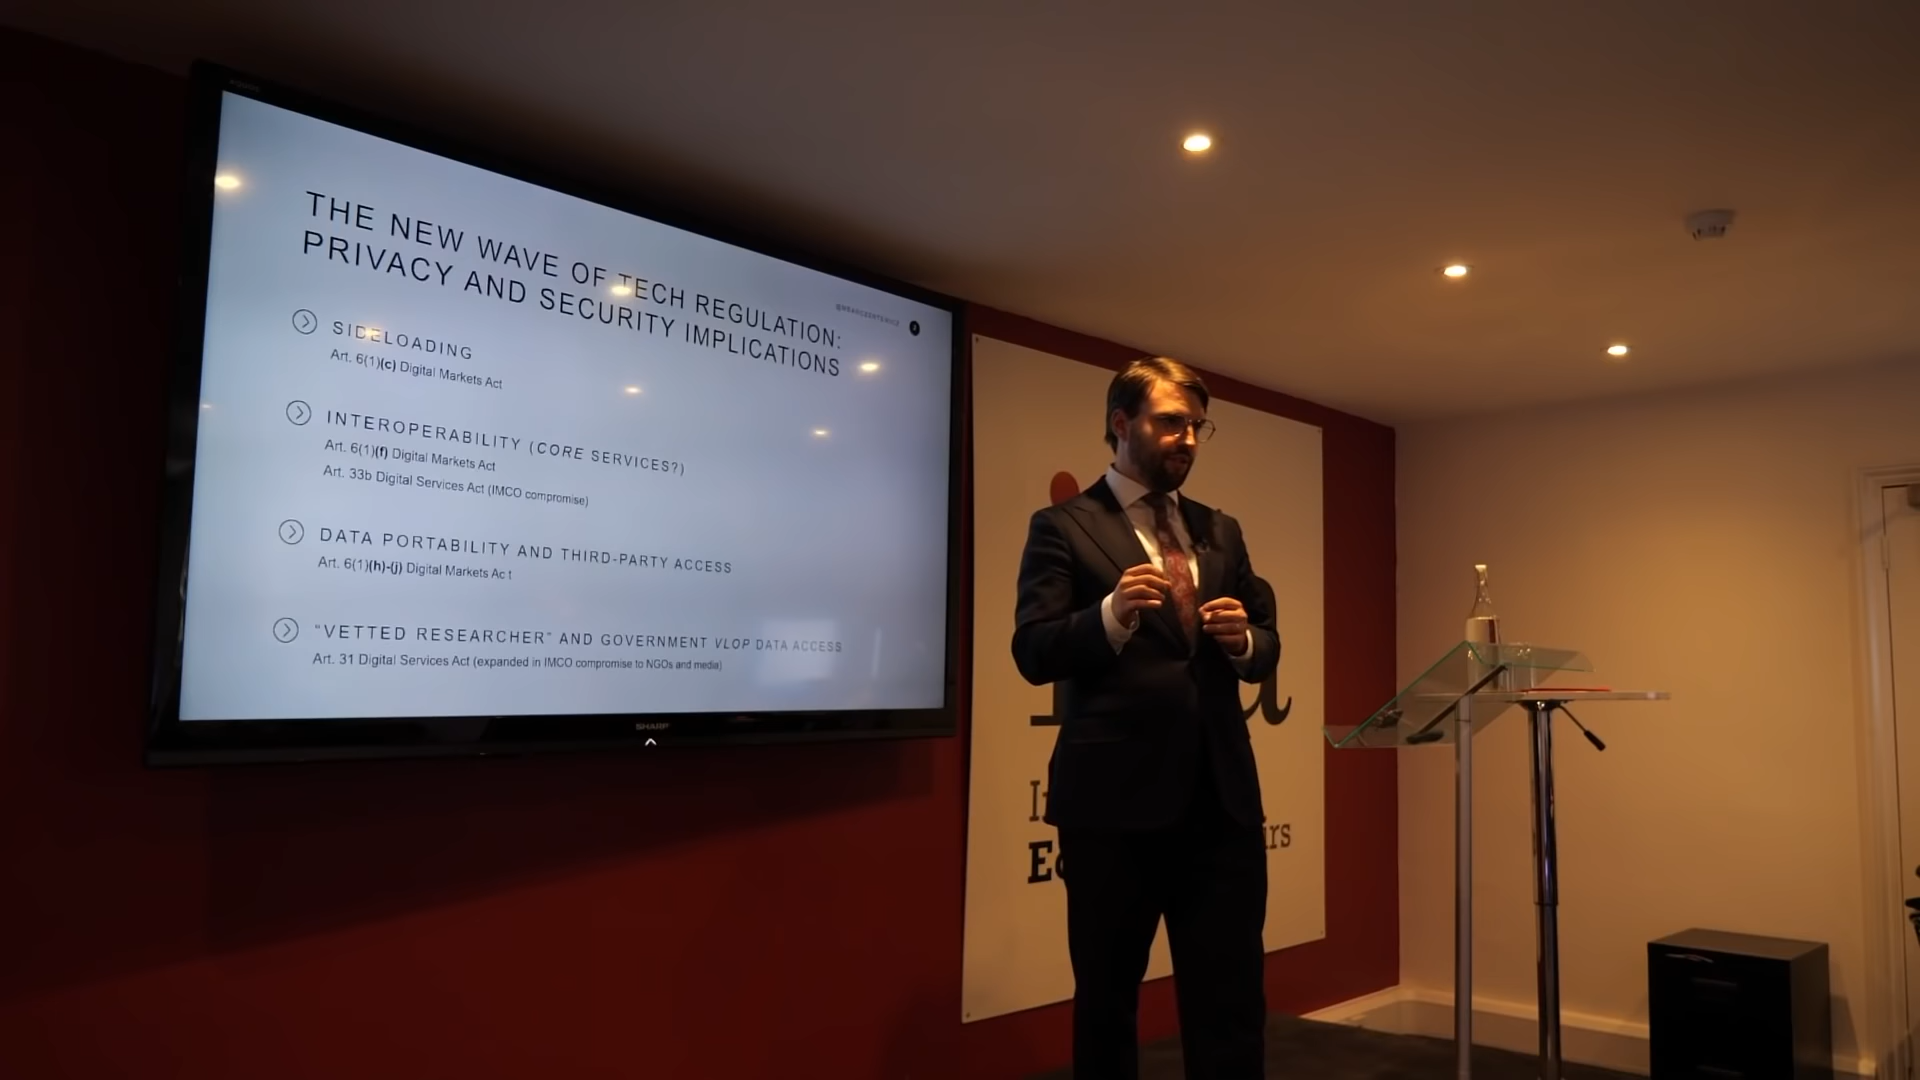 THE NEW WAVE OF TECH REGULATION:
PRIVACY AND SECURITY IMPLICATIONS
SIDELOADING
Art. 6(1)(c) Digital Markets Act
INTEROPERABILITY (CORE SERVICES?)
Art. 6(1)(f) Digital Markets Act
Art. 33b Digital Services Act (IMCO compromise)
DATA PORTABILITY AND THIRD-PARTY ACCESS
Art. 6(1)(h)-(j) Digital Markets Ac t
"VETTED RESEARCHER" AND GOVERNMENT VLOP DATA ACCESS
Art. 31 Digital Services Act (expanded in IMCO compromise to NGOs and media)
SHARP